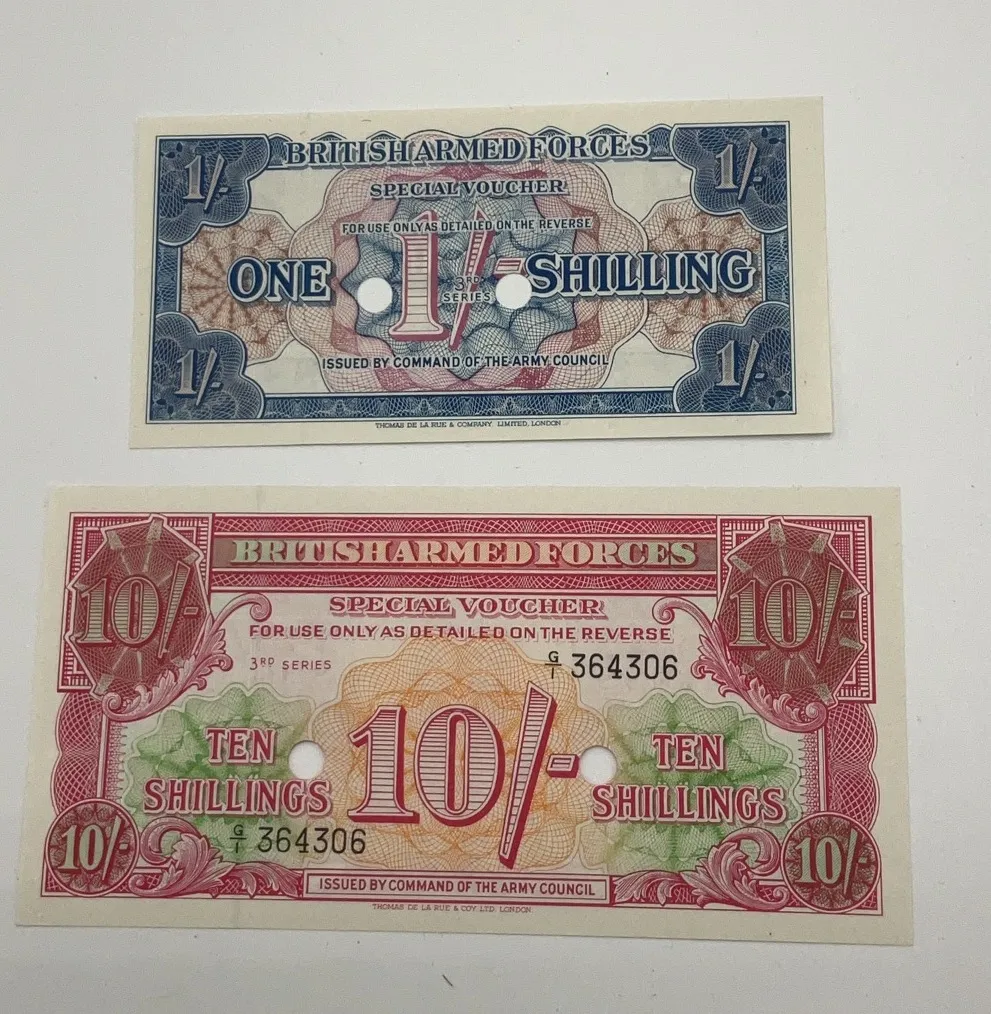 1/- BRITISH ARMED FORCES 1/-
SPECIAL VOUCHER
FOR USE ONLY AS DETAILED ON THE REVERSE
ONE 1/- SHILLING
3RD
SERIES
1/- ISSUED BY COMMAND OF THE ARMY COUNCIL 1/-
THOMAS DE LA RUE & COMPANY, LIMITED, LONDON
BRITISH ARMED FORCES
10/- SPECIAL VOUCHER 10/-
FOR USE ONLY AS DETAILED ON THE REVERSE
3RD SERIES G/1 364306
TEN SHILLINGS 10/- TEN SHILLINGS
G/1 364306
10/- ISSUED BY COMMAND OF THE ARMY COUNCIL 10/-
THOMAS DE LA RUE & COY. LTD. LONDON